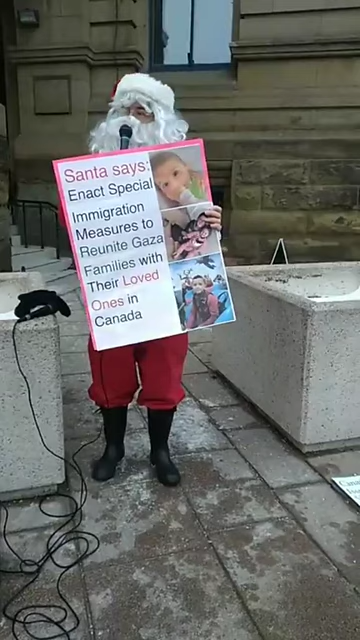 Santa says:
Enact Special
Immigration
Measures to
Reunite Gaza
Families with
Their Loved
Ones in
Canada